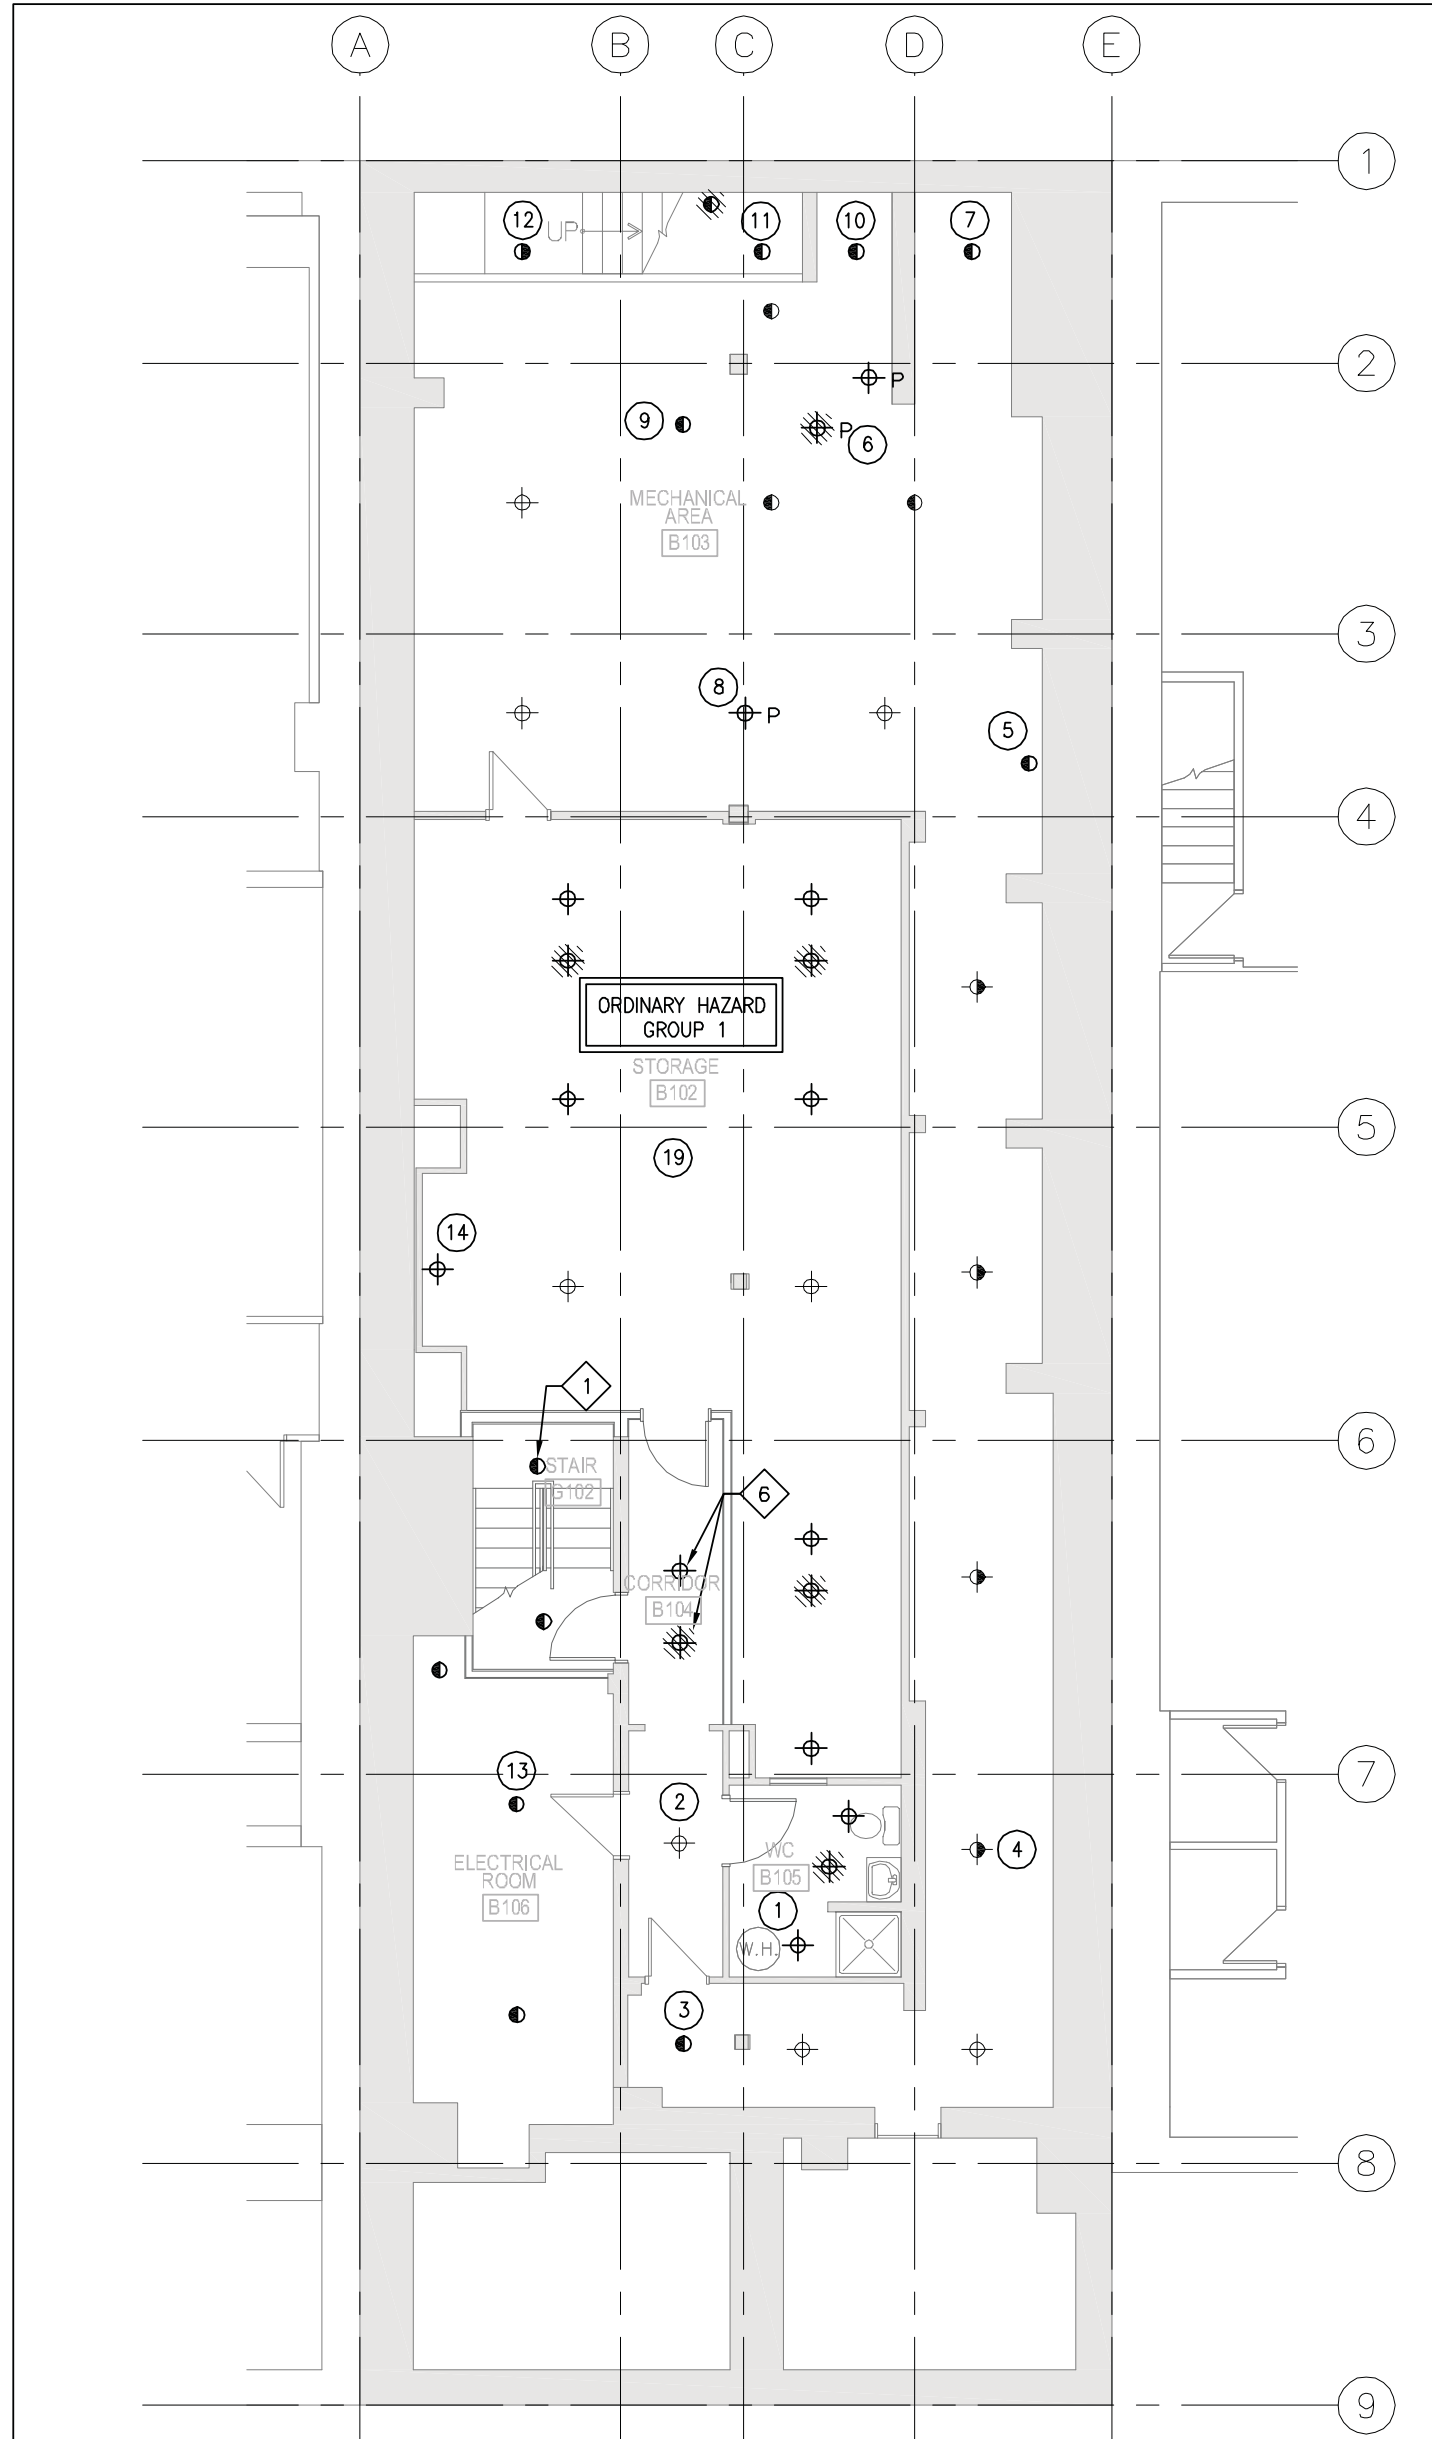 A B C D E
1
12 UP 11 10 7
2
P
9 P 6
MECHANICAL
AREA
B103
3
8
P
5
4
ORDINARY HAZARD
GROUP 1
STORAGE
B102
5
19
14
1
6
STAIR
G102
6
CORRIDOR
B104
13
7
2
WC
B105
4
ELECTRICAL
ROOM
B106
1
W.H.
3
8
9